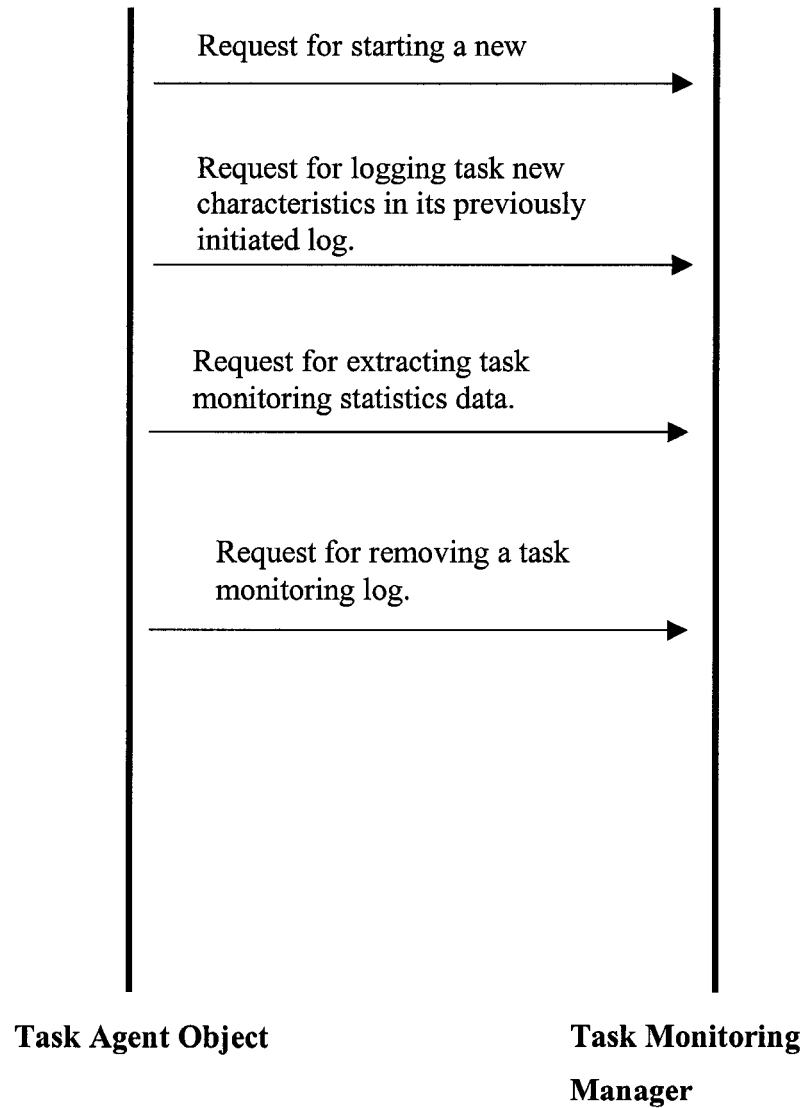 Request for starting a new
Request for logging task new
characteristics in its previously
initiated log.
Request for extracting task
monitoring statistics data.
Request for removing a task
monitoring log.
Task Agent Object
Task Monitoring
Manager